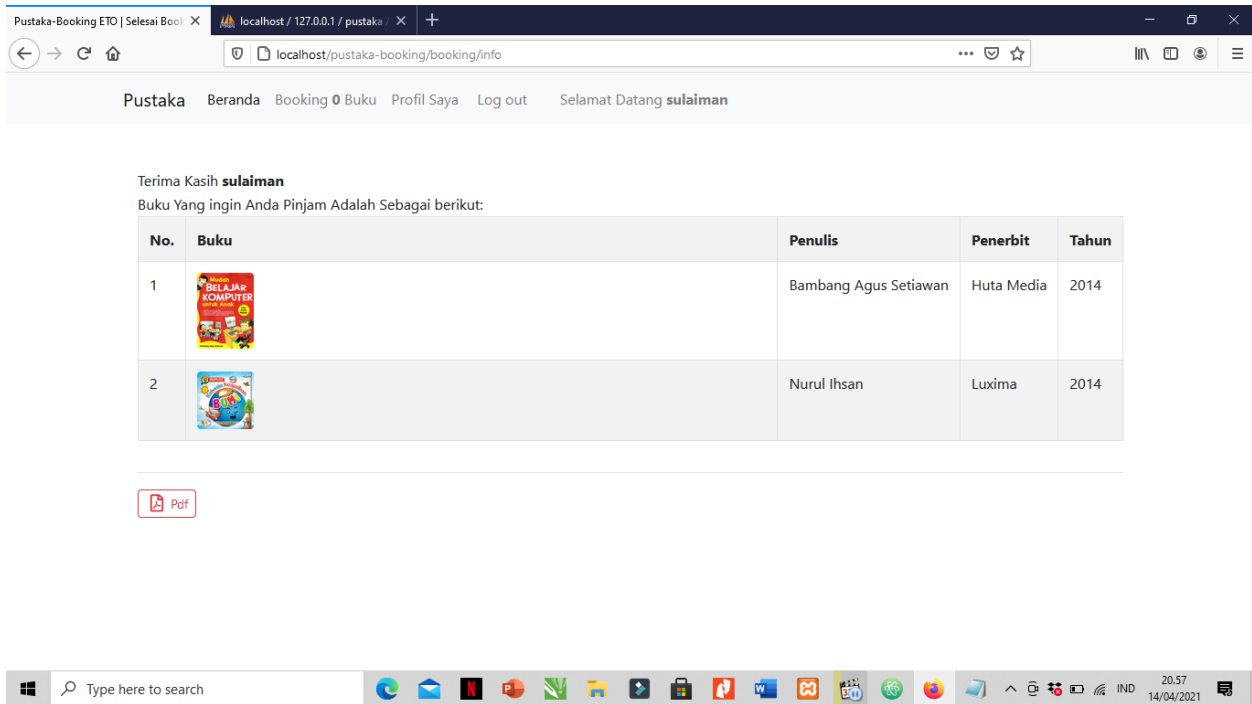 Pustaka-Booking ETO | Selesai Book
localhost / 127.0.0.1 / pustaka /
localhost/pustaka-booking/booking/info
Pustaka Beranda Booking 0 Buku Profil Saya Log out Selamat Datang sulaiman
Terima Kasih sulaiman
Buku Yang ingin Anda Pinjam Adalah Sebagai berikut:
No. Buku Penulis Penerbit Tahun
1 Bambang Agus Setiawan Huta Media 2014
Mudah
BELAJAR
KOMPUTER
untuk Anak
2 Nurul Ihsan Luxima 2014
BUMI
Pdf
Type here to search
IND
20.57
14/04/2021